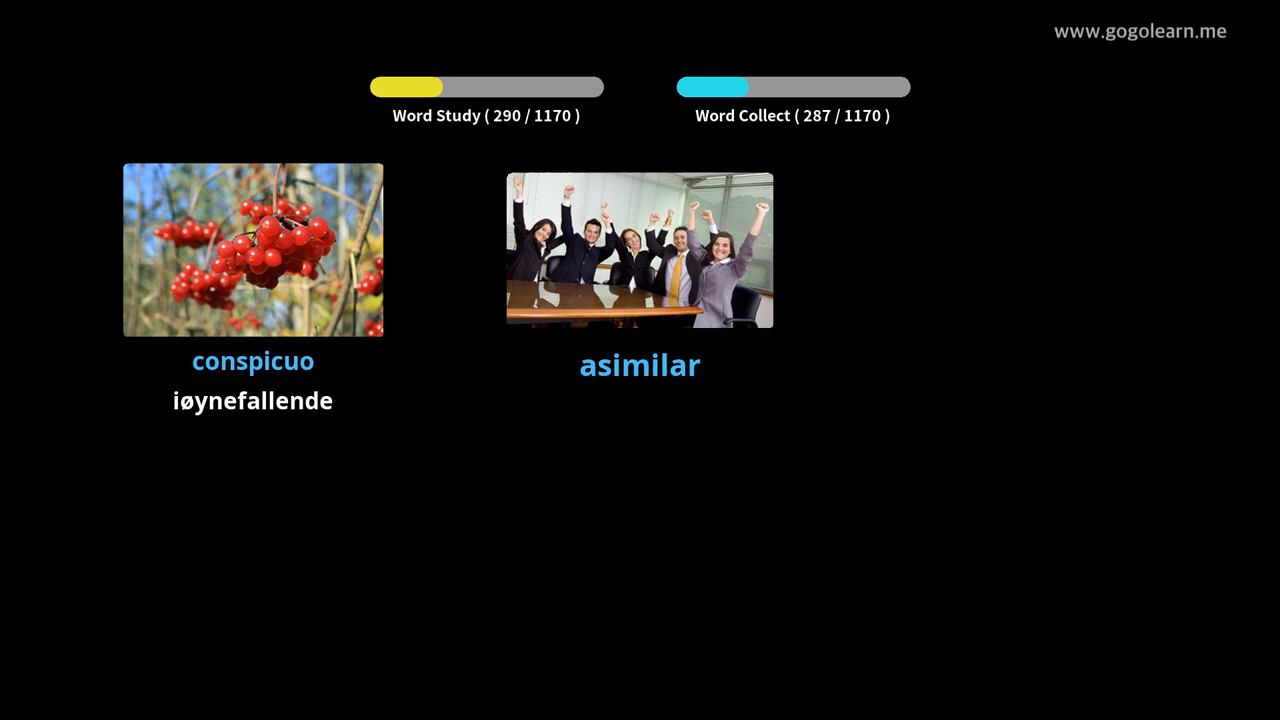 www.gogolearn.me
Word Study ( 290 / 1170 )
Word Collect ( 287 / 1170 )
conspicuo
iøynefallende
asimilar